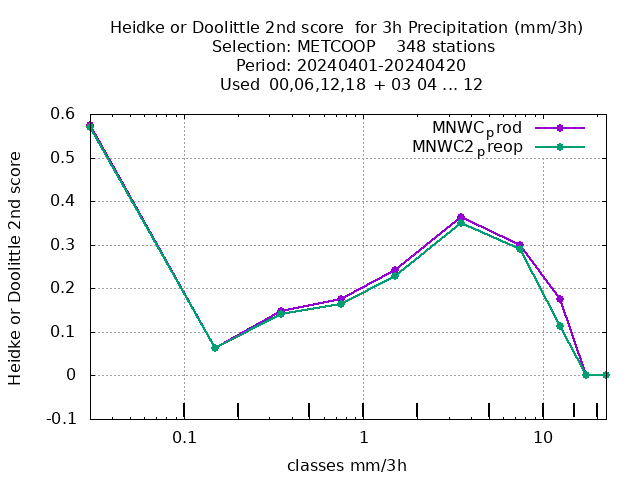 Heidke or Doolittle 2nd score  for 3h Precipitation (mm/3h)
Selection: METCOOP    348 stations
Period: 20240401-20240420
Used  00,06,12,18  + 03 04 ... 12
MNWCprod
MNWC2preop
Heidke or Doolittle 2nd score
0.6
0.5
0.4
0.3
0.2
0.1
0
-0.1
0.1 1 10
classes mm/3h